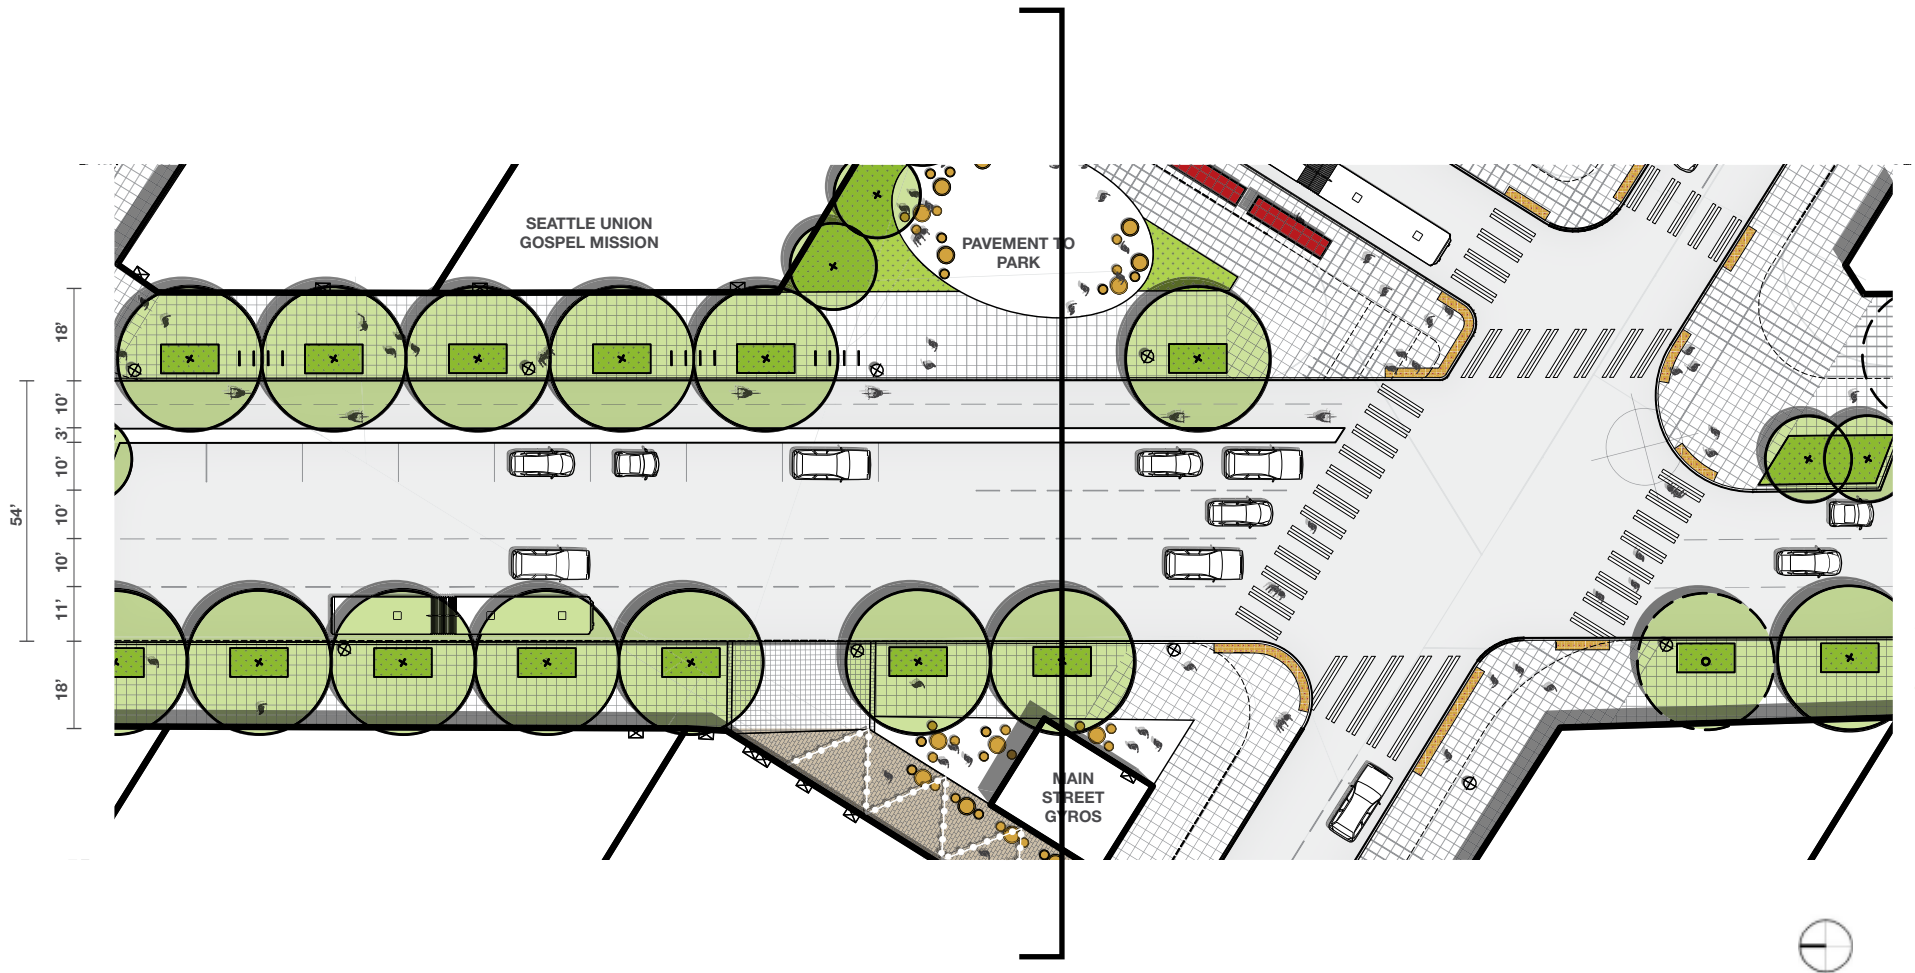 SEATTLE UNION
GOSPEL MISSION
PAVEMENT TO
PARK
18'
10'
3'
10'
54'
10'
10'
11'
18'
MAIN
STREET
GYROS